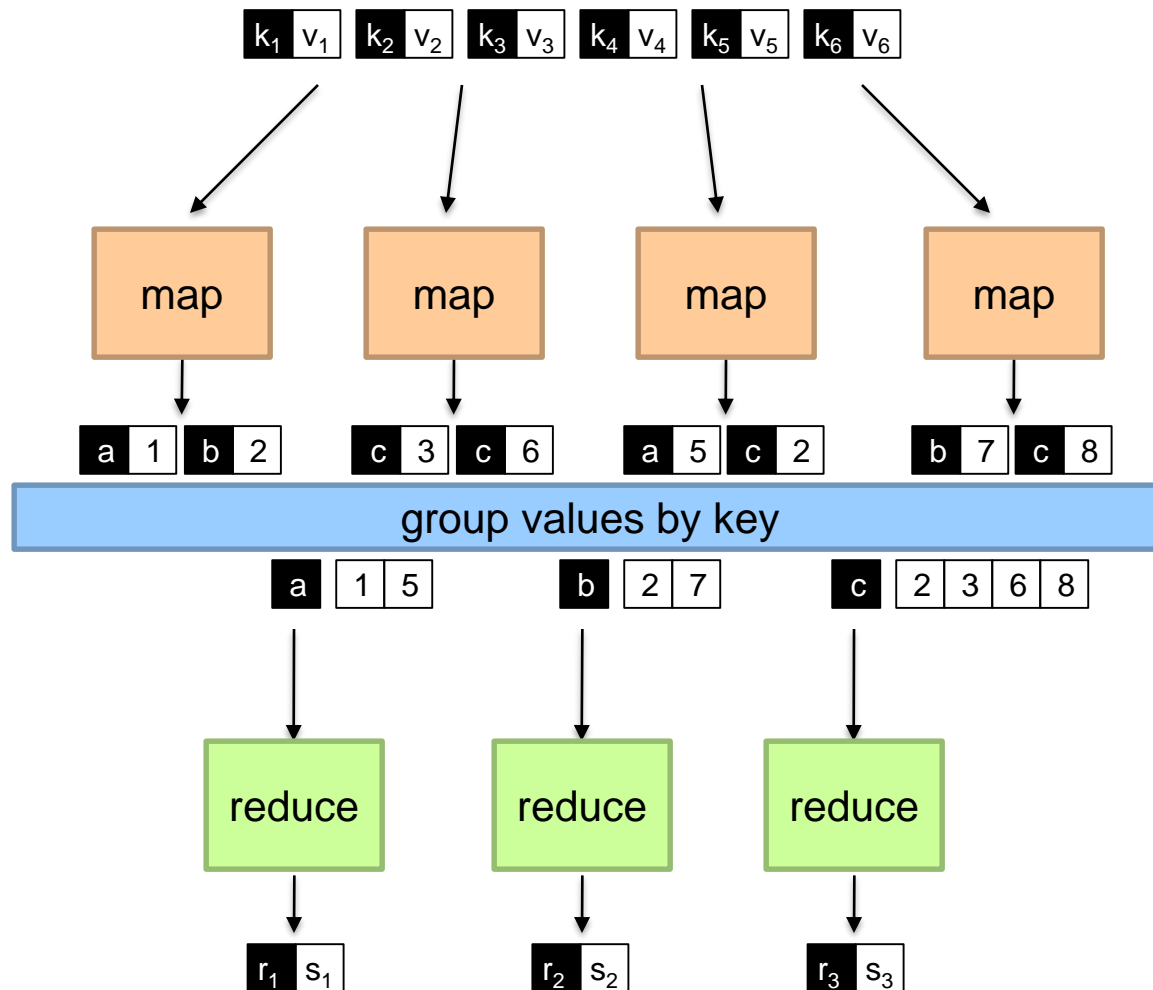 k₁ v₁ k₂ v₂ k₃ v₃ k₄ v₄ k₅ v₅ k₆ v₆
map map map map
a 1 b 2 c 3 c 6 a 5 c 2 b 7 c 8
group values by key
a 1 5 b 2 7 c 2 3 6 8
reduce reduce reduce
r₁ s₁ r₂ s₂ r₃ s₃